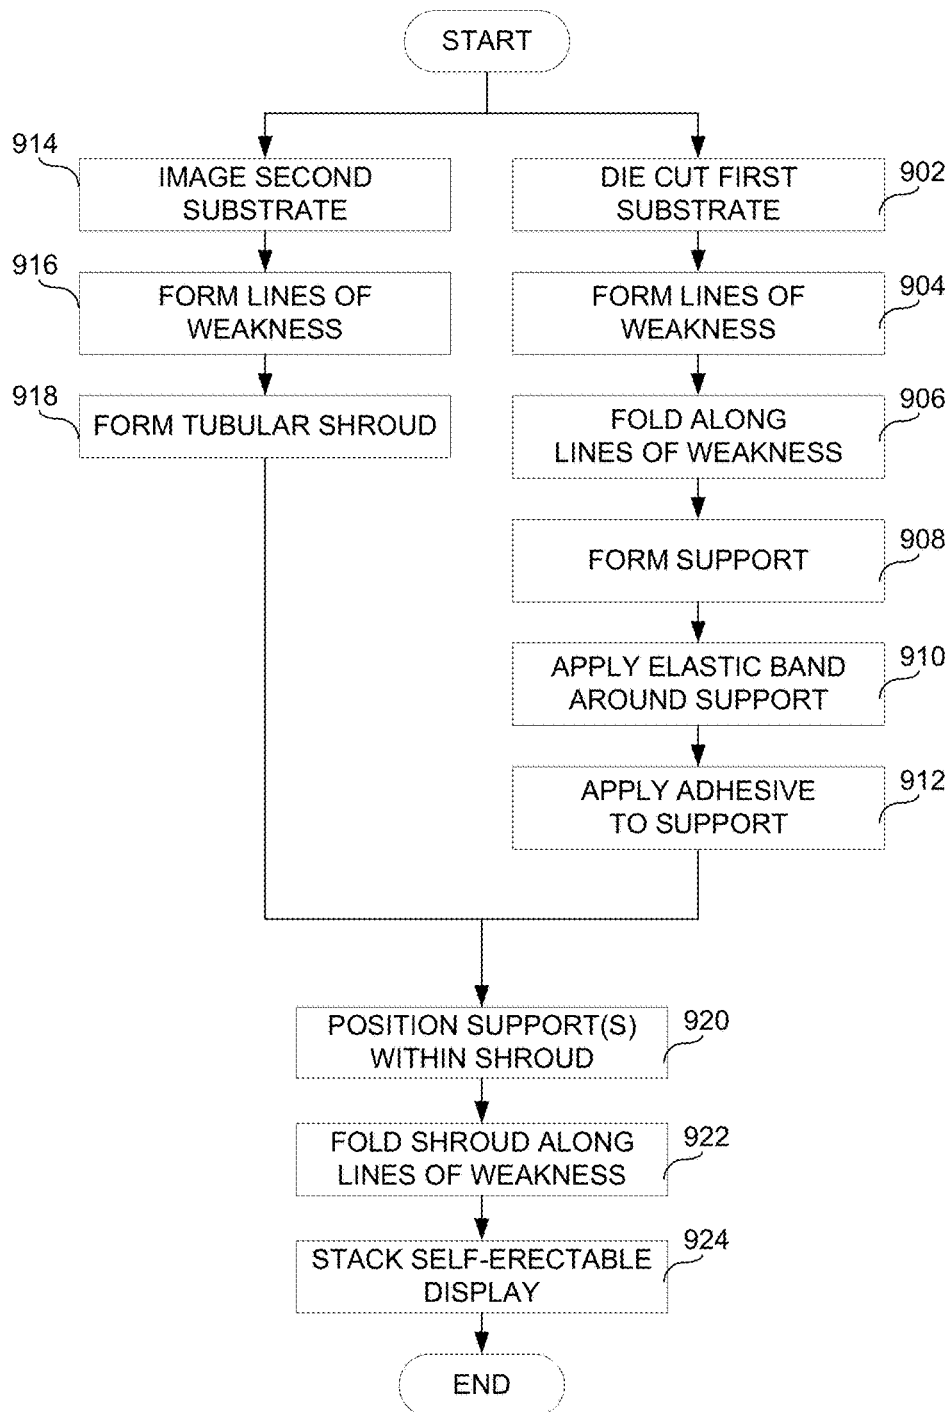 START
914
IMAGE SECOND
SUBSTRATE
902
DIE CUT FIRST
SUBSTRATE
916
FORM LINES OF
WEAKNESS
904
FORM LINES OF
WEAKNESS
918
FORM TUBULAR SHROUD
906
FOLD ALONG
LINES OF WEAKNESS
908
FORM SUPPORT
910
APPLY ELASTIC BAND
AROUND SUPPORT
912
APPLY ADHESIVE
TO SUPPORT
920
POSITION SUPPORT(S)
WITHIN SHROUD
922
FOLD SHROUD ALONG
LINES OF WEAKNESS
924
STACK SELF-ERECTABLE
DISPLAY
END